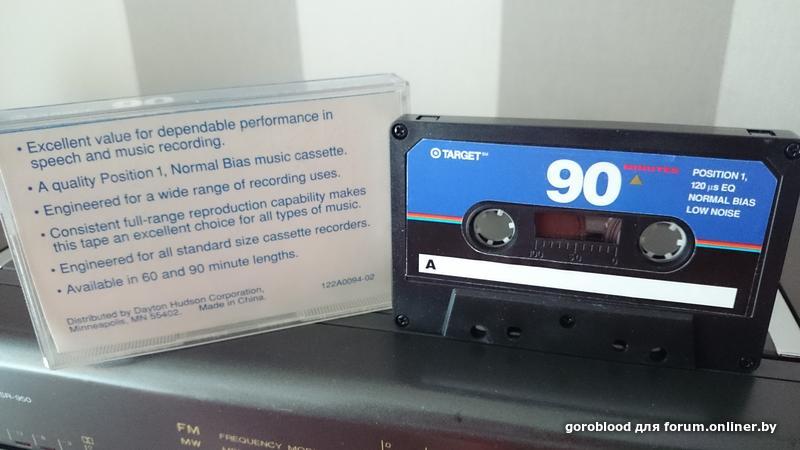 90
• Excellent value for dependable performance in
speech and music recording.
• A quality Position 1, Normal Bias music cassette.
• Engineered for a wide range of recording uses.
• Consistent full-range reproduction capability makes
this tape an excellent choice for all types of music.
• Engineered for all standard size cassette recorders.
• Available in 60 and 90 minute lengths.
Distributed by Dayton Hudson Corporation,
Minneapolis, MN 55402. Made in China.
122A0094-02
TARGET SM
90 MINUTES
POSITION 1,
120 µs EQ
NORMAL BIAS
LOW NOISE
100 50 0
A
SR-950
FM
MW
FREQUENCY
goroblood для forum.onliner.by